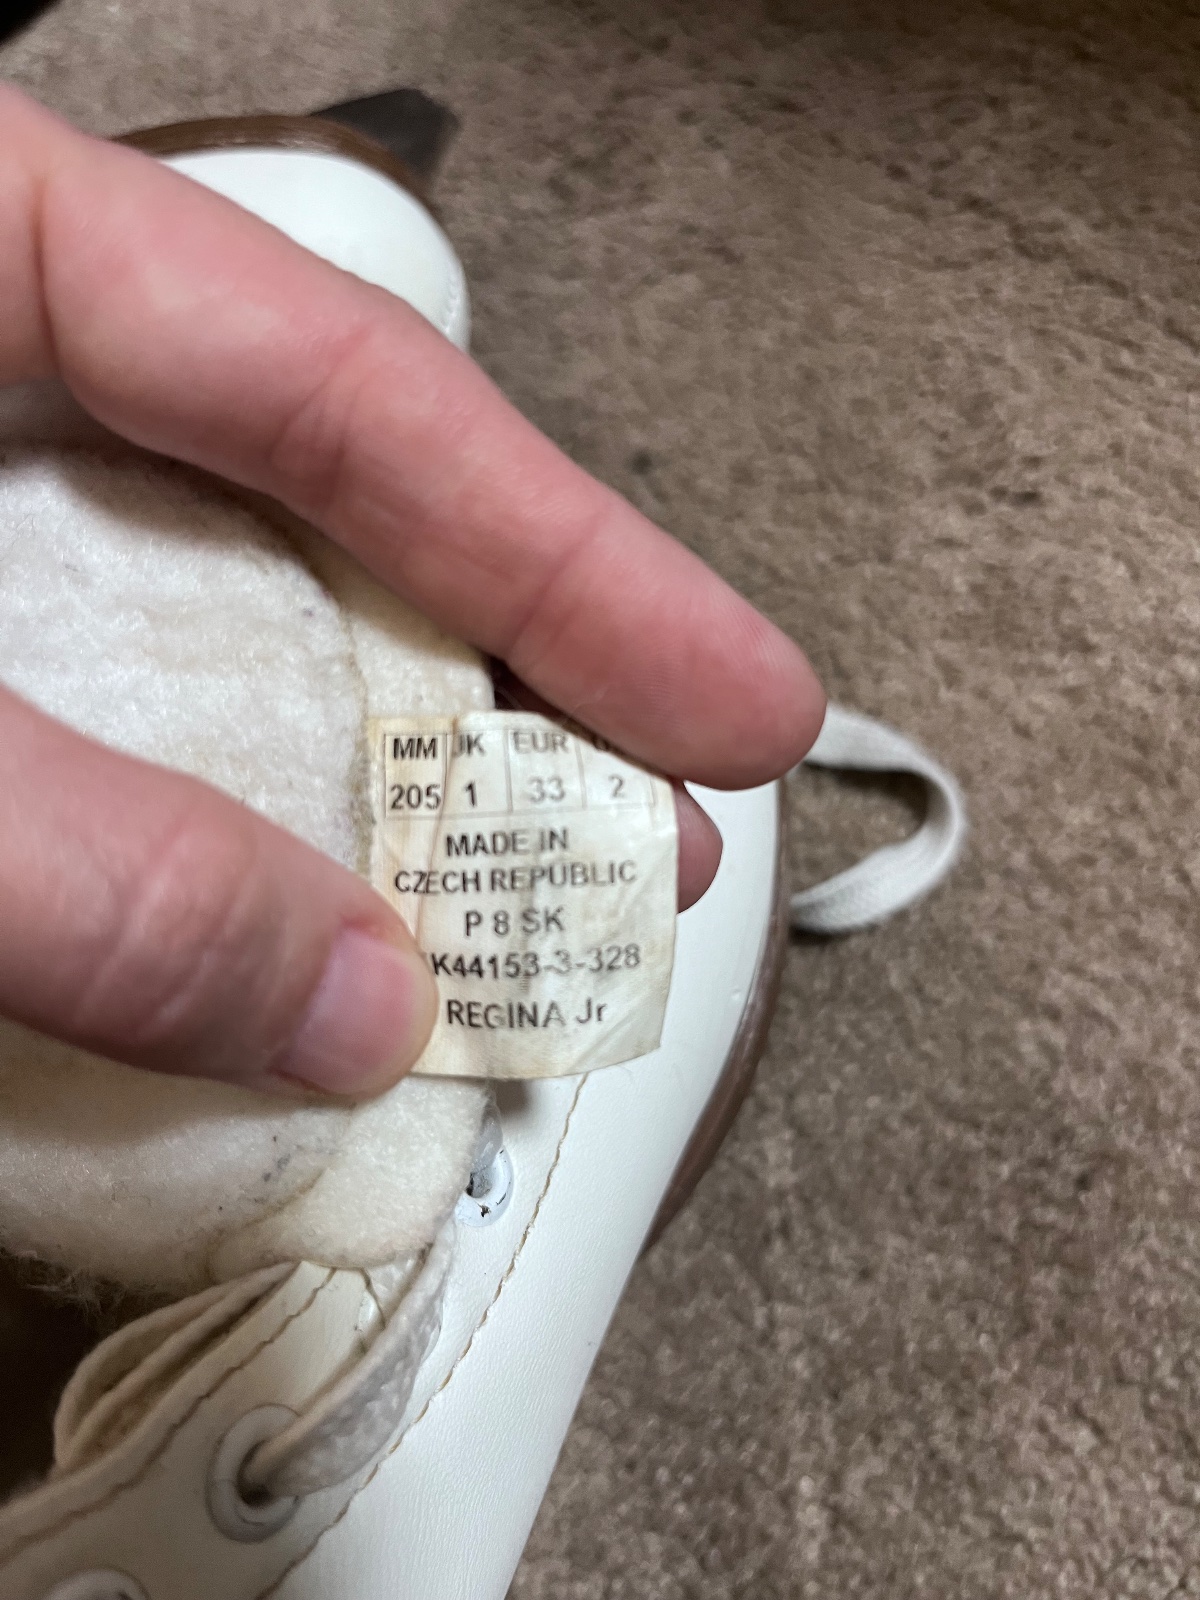 MM UK EUR
205 1 33 2
MADE IN
CZECH REPUBLIC
P 8 SK
K44153-3-328
REGINA Jr